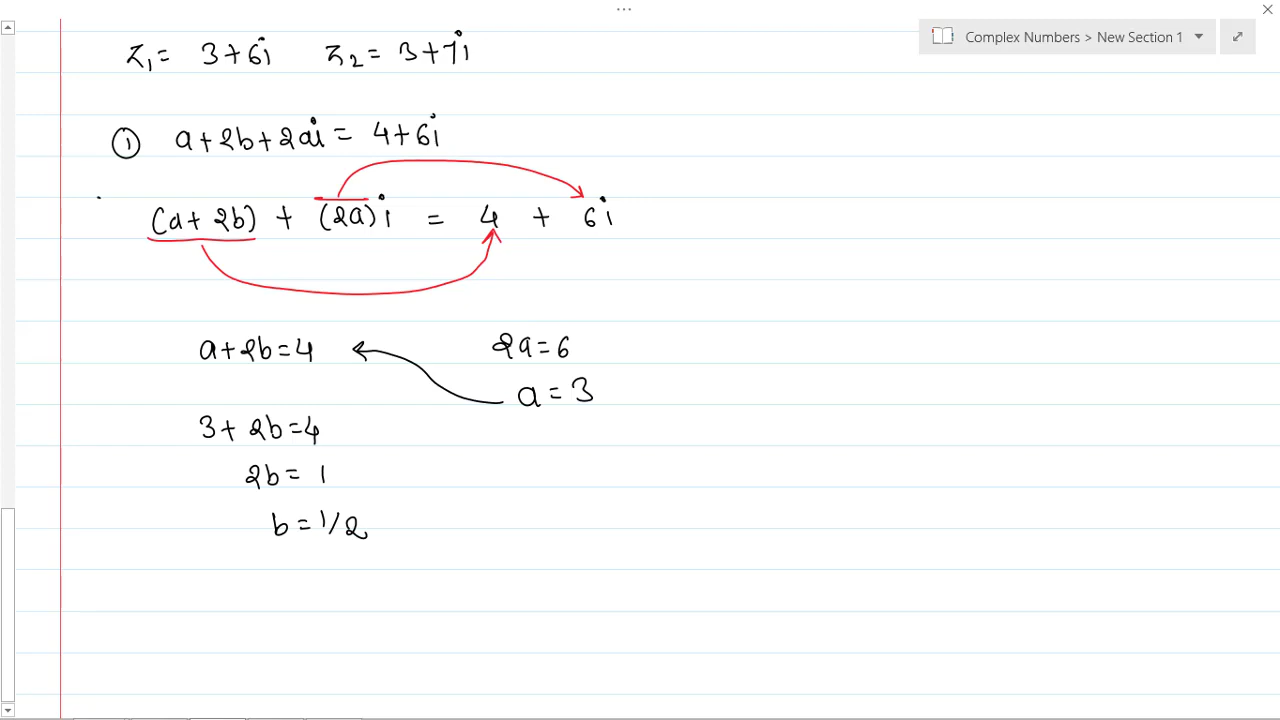 Complex Numbers > New Section 1
z₁ = 3+6i z₂ = 3+7i
① a+2b+2ai = 4+6i
(a+2b) + (2a)i = 4 + 6i
a+2b=4 2a=6
a=3
3+2b=4
2b=1
b=1/2